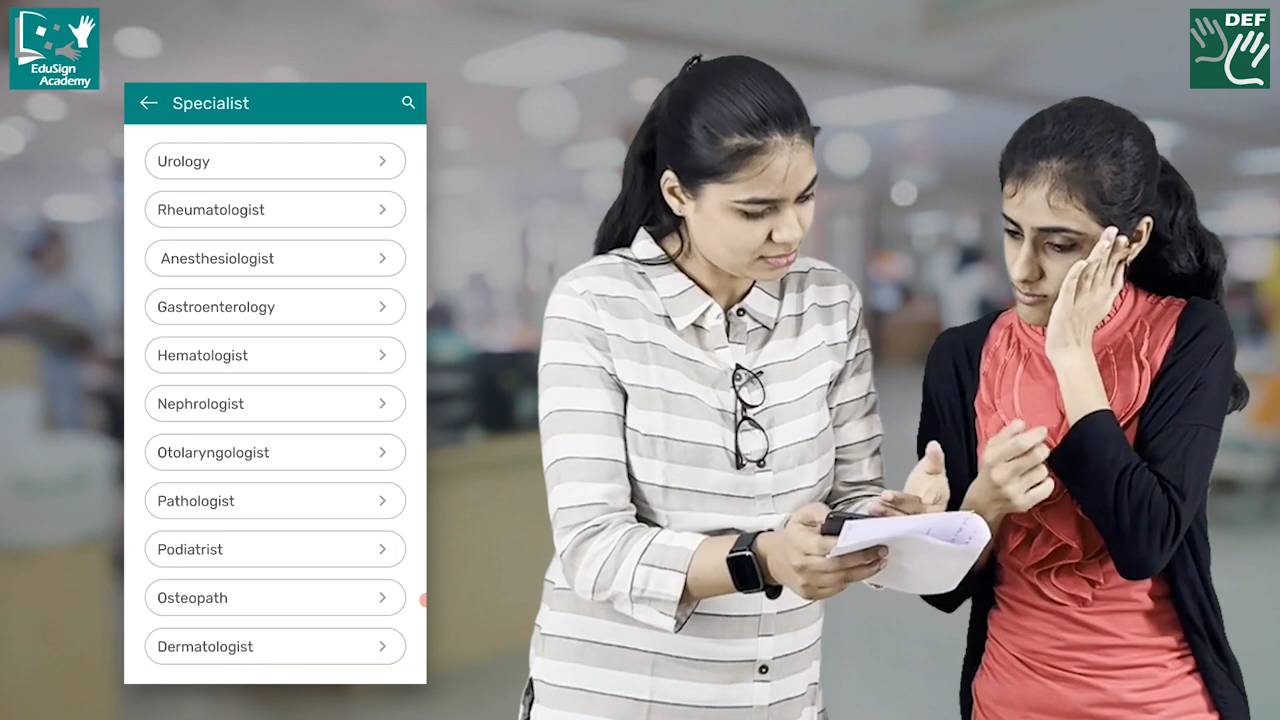 EduSign
Academy
DEF
Specialist
Urology
Rheumatologist
Anesthesiologist
Gastroenterology
Hematologist
Nephrologist
Otolaryngologist
Pathologist
Podiatrist
Osteopath
Dermatologist